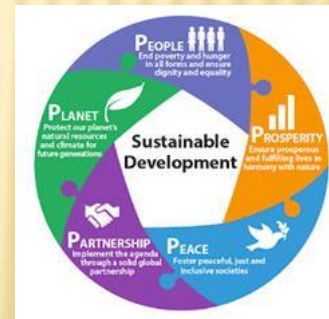 PEOPLE
End poverty and hunger
in all forms and ensure
dignity and equality
PROSPERITY
Ensure prosperous
and fulfilling lives in
harmony with nature
PEACE
Foster peaceful, just and
inclusive societies
PARTNERSHIP
Implement the agenda
through a solid global
partnership
PLANET
Protect our planet's
natural resources
and climate for
future generations
Sustainable
Development